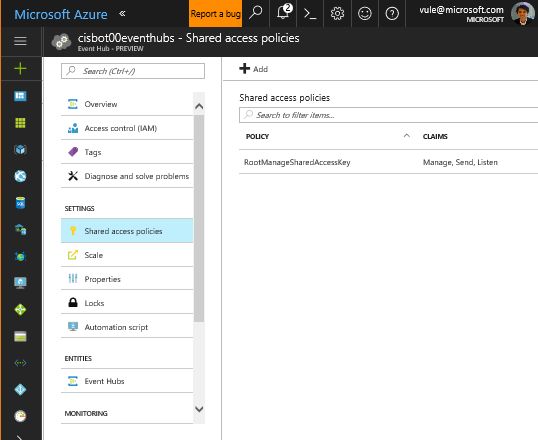 Microsoft Azure «
Report a bug
2
vule@microsoft.com
MICROSOFT
cisbot00eventhubs - Shared access policies
Event Hub - PREVIEW
Search (Ctrl+/)
Overview
Access control (IAM)
Tags
Diagnose and solve problems
SETTINGS
Shared access policies
Scale
Properties
Locks
Automation script
ENTITIES
Event Hubs
MONITORING
Add
Shared access policies
Search to filter items...
POLICY CLAIMS
RootManageSharedAccessKey Manage, Send, Listen